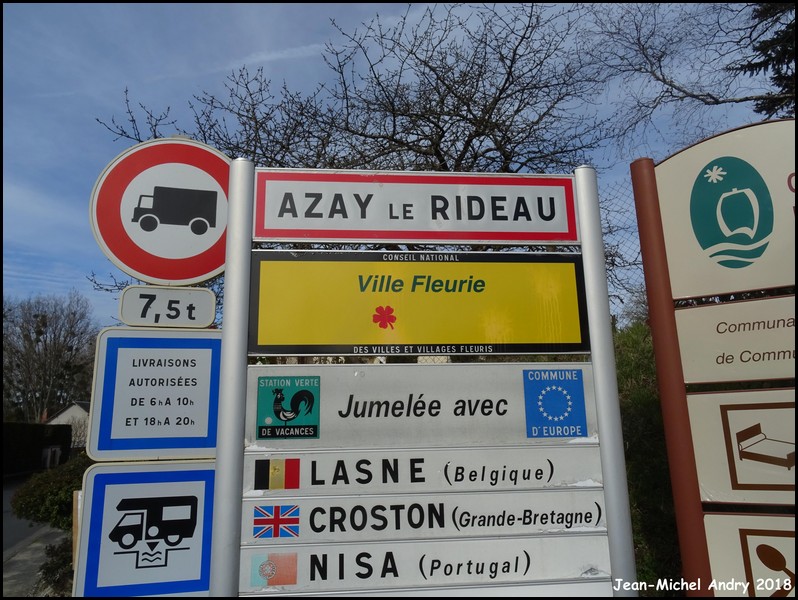 AZAY LE RIDEAU
CONSEIL NATIONAL
Ville Fleurie
DES VILLES ET VILLAGES FLEURIS
7,5t
LIVRAISONS
AUTORISÉES
DE 6H A 10H
ET 18H A 20H
STATION VERTE
DE VACANCES
Jumelée avec
COMMUNE
D'EUROPE
LASNE (Belgique)
CROSTON (Grande-Bretagne)
NISA (Portugal)
de Commu
Jean-Michel Andry 2018